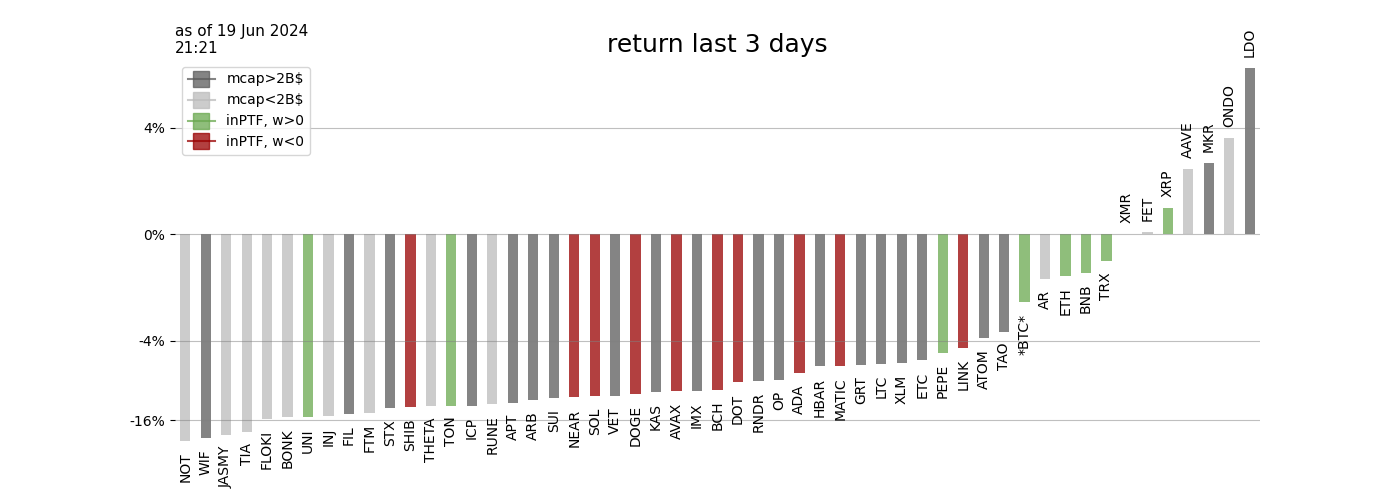 as of 19 Jun 2024
21:21
return last 3 days
mcap>2B$
mcap<2B$
inPTF, w>0
inPTF, w<0
4%
0%
-4%
-16%
NOT
WIF
JASMY
TIA
FLOKI
BONK
UNI
INJ
FIL
FTM
STX
SHIB
THETA
TON
ICP
RUNE
APT
ARB
SUI
NEAR
SOL
VET
DOGE
KAS
AVAX
IMX
BCH
DOT
RNDR
OP
ADA
HBAR
MATIC
GRT
LTC
XLM
ETC
PEPE
LINK
ATOM
TAO
*BTC*
AR
ETH
BNB
TRX
XMR
FET
XRP
AAVE
MKR
ONDO
LDO